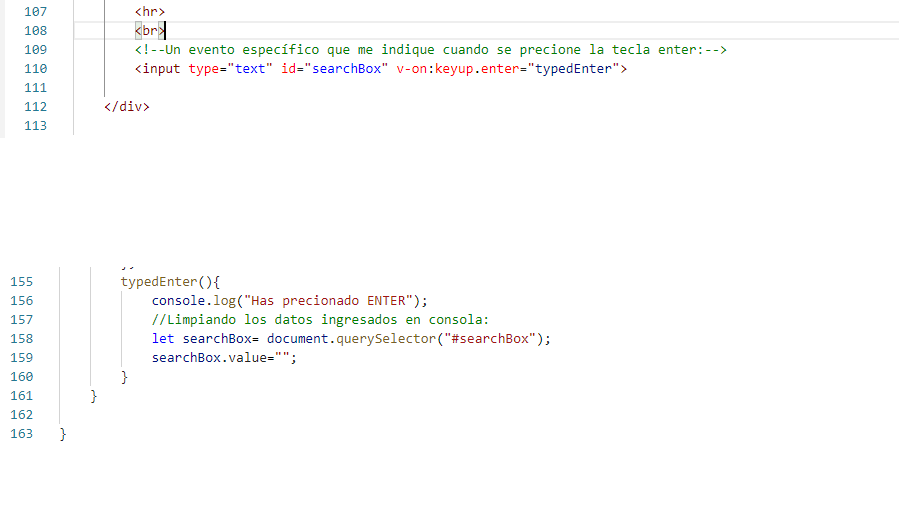 107 <hr>
108 <br>
109 <!--Un evento específico que me indique cuando se precione la tecla enter:-->
110 <input type="text" id="searchBox" v-on:keyup.enter="typedEnter">
111
112 </div>
113
155 typedEnter(){
156 console.log("Has precionado ENTER");
157 //Limpiando los datos ingresados en consola:
158 let searchBox= document.querySelector("#searchBox");
159 searchBox.value="";
160 }
161 }
162
163 }